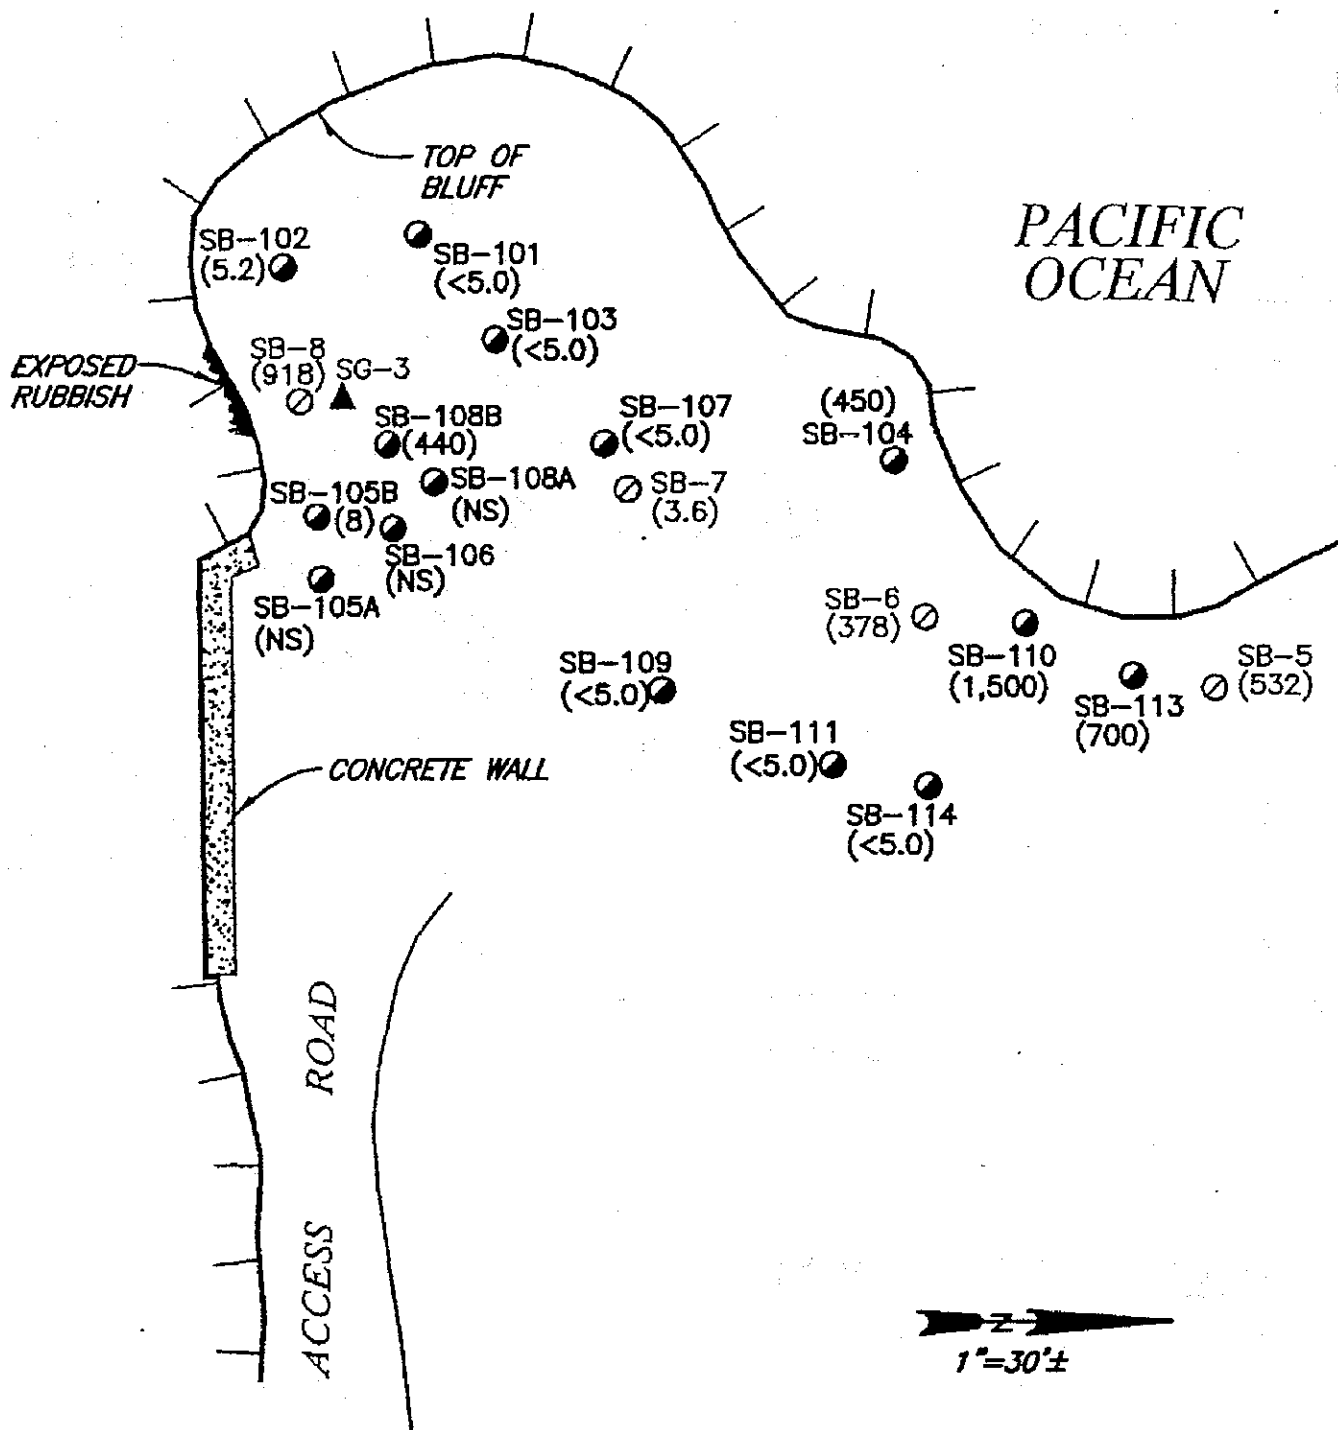 TOP OF
BLUFF
PACIFIC
OCEAN
SB-102
(5.2)
SB-101
(<5.0)
SB-103
(<5.0)
EXPOSED
RUBBISH
SB-8
(918)
SG-3
SB-108B
(440)
SB-107
(<5.0)
(450)
SB-104
SB-108A
(NS)
SB-7
(3.6)
SB-105B
(8)
SB-106
(NS)
SB-105A
(NS)
SB-6
(378)
SB-109
(<5.0)
SB-110
(1,500)
SB-5
(532)
SB-113
(700)
SB-111
(<5.0)
SB-114
(<5.0)
CONCRETE WALL
ACCESS ROAD
N
1"=30'±